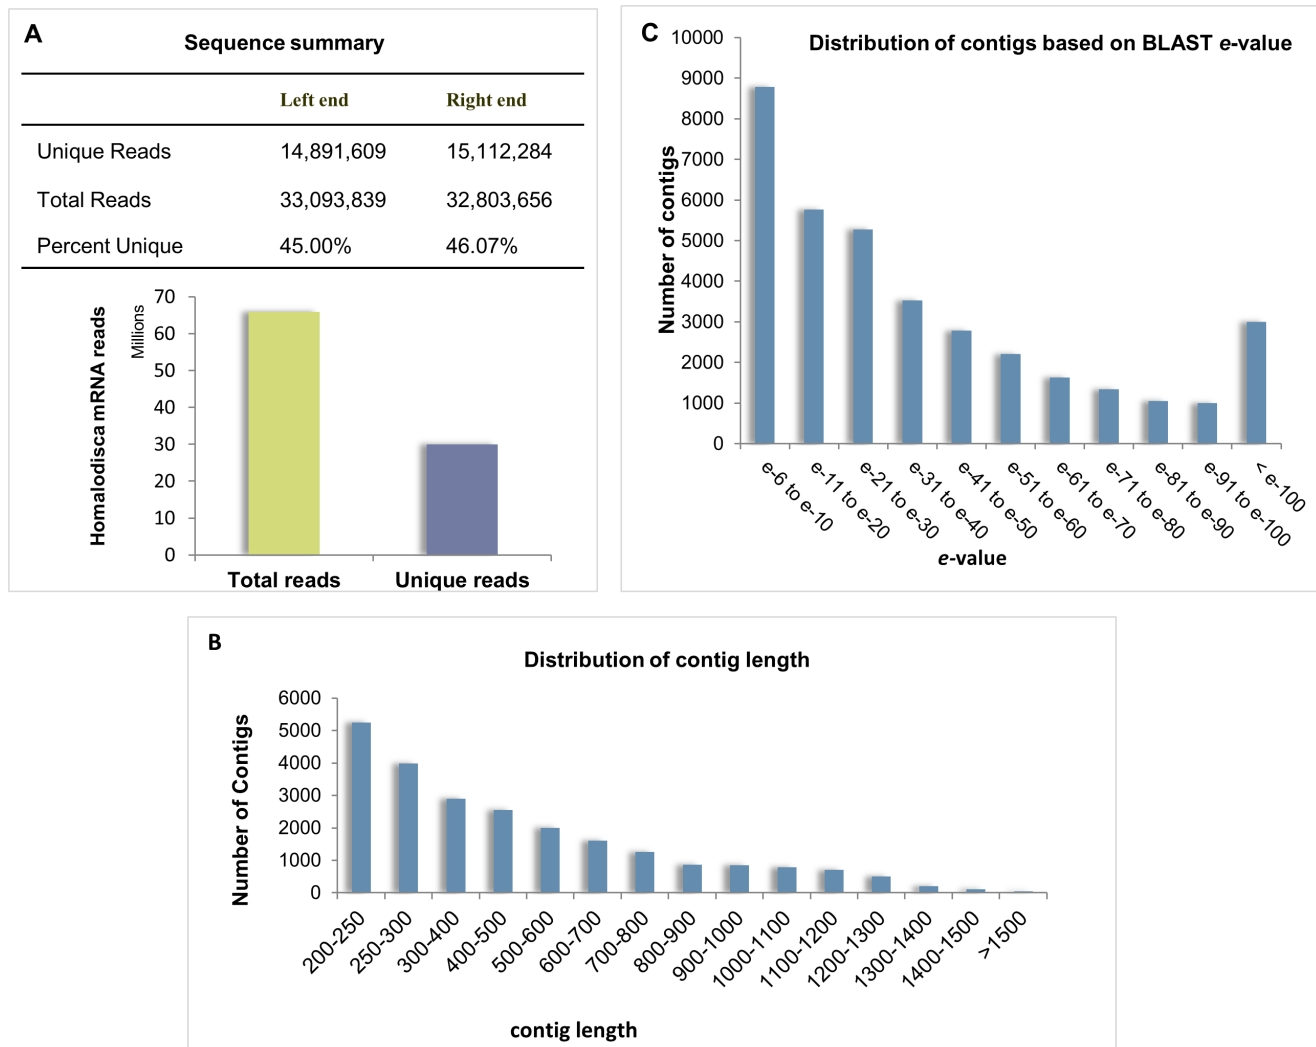 A
Sequence summary
Left end Right end
Unique Reads 14,891,609 15,112,284
Total Reads 33,093,839 32,803,656
Percent Unique 45.00% 46.07%
Homalodisca mRNA reads
Millions
70
60
50
40
30
20
10
0
Total reads Unique reads
C
Distribution of contigs based on BLAST e-value
Number of contigs
10000
9000
8000
7000
6000
5000
4000
3000
2000
1000
0
e-6 to e-10
e-11 to e-20
e-21 to e-30
e-31 to e-40
e-41 to e-50
e-51 to e-60
e-61 to e-70
e-71 to e-80
e-81 to e-90
e-91 to e-100
< e-100
e-value
B
Distribution of contig length
Number of Contigs
6000
5000
4000
3000
2000
1000
0
200-250
250-300
300-400
400-500
500-600
600-700
700-800
800-900
900-1000
1000-1100
1100-1200
1200-1300
1300-1400
1400-1500
>1500
contig length